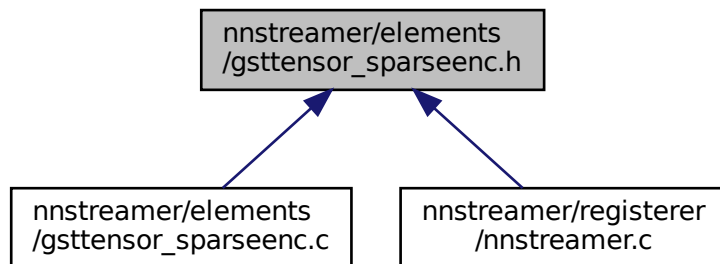 nnstreamer/elements
/gsttensor_sparseenc.h
nnstreamer/elements
/gsttensor_sparseenc.c
nnstreamer/registerer
/nnstreamer.c